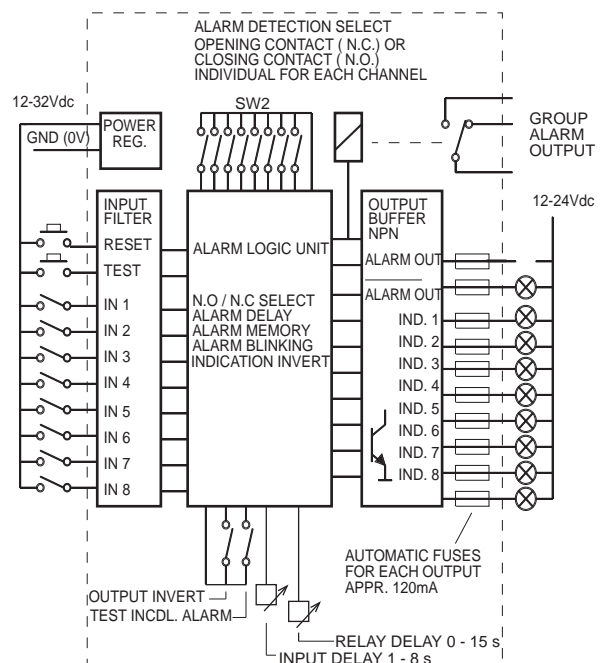 ALARM DETECTION SELECT
OPENING CONTACT ( N.C.) OR
CLOSING CONTACT ( N.O.)
INDIVIDUAL FOR EACH CHANNEL
12-32Vdc
SW2
GND (0V)
POWER
REG.
GROUP
ALARM
OUTPUT
12-24Vdc
INPUT
FILTER
RESET
TEST
IN 1
IN 2
IN 3
IN 4
IN 5
IN 6
IN 7
IN 8
ALARM LOGIC UNIT
N.O / N.C SELECT
ALARM DELAY
ALARM MEMORY
ALARM BLINKING
INDICATION INVERT
OUTPUT
BUFFER
NPN
ALARM OUT
ALARM OUT
IND. 1
IND. 2
IND. 3
IND. 4
IND. 5
IND. 6
IND. 7
IND. 8
AUTOMATIC FUSES
FOR EACH OUTPUT
APPR. 120mA
OUTPUT INVERT
TEST INCDL. ALARM
RELAY DELAY 0 - 15 s
INPUT DELAY 1 - 8 s